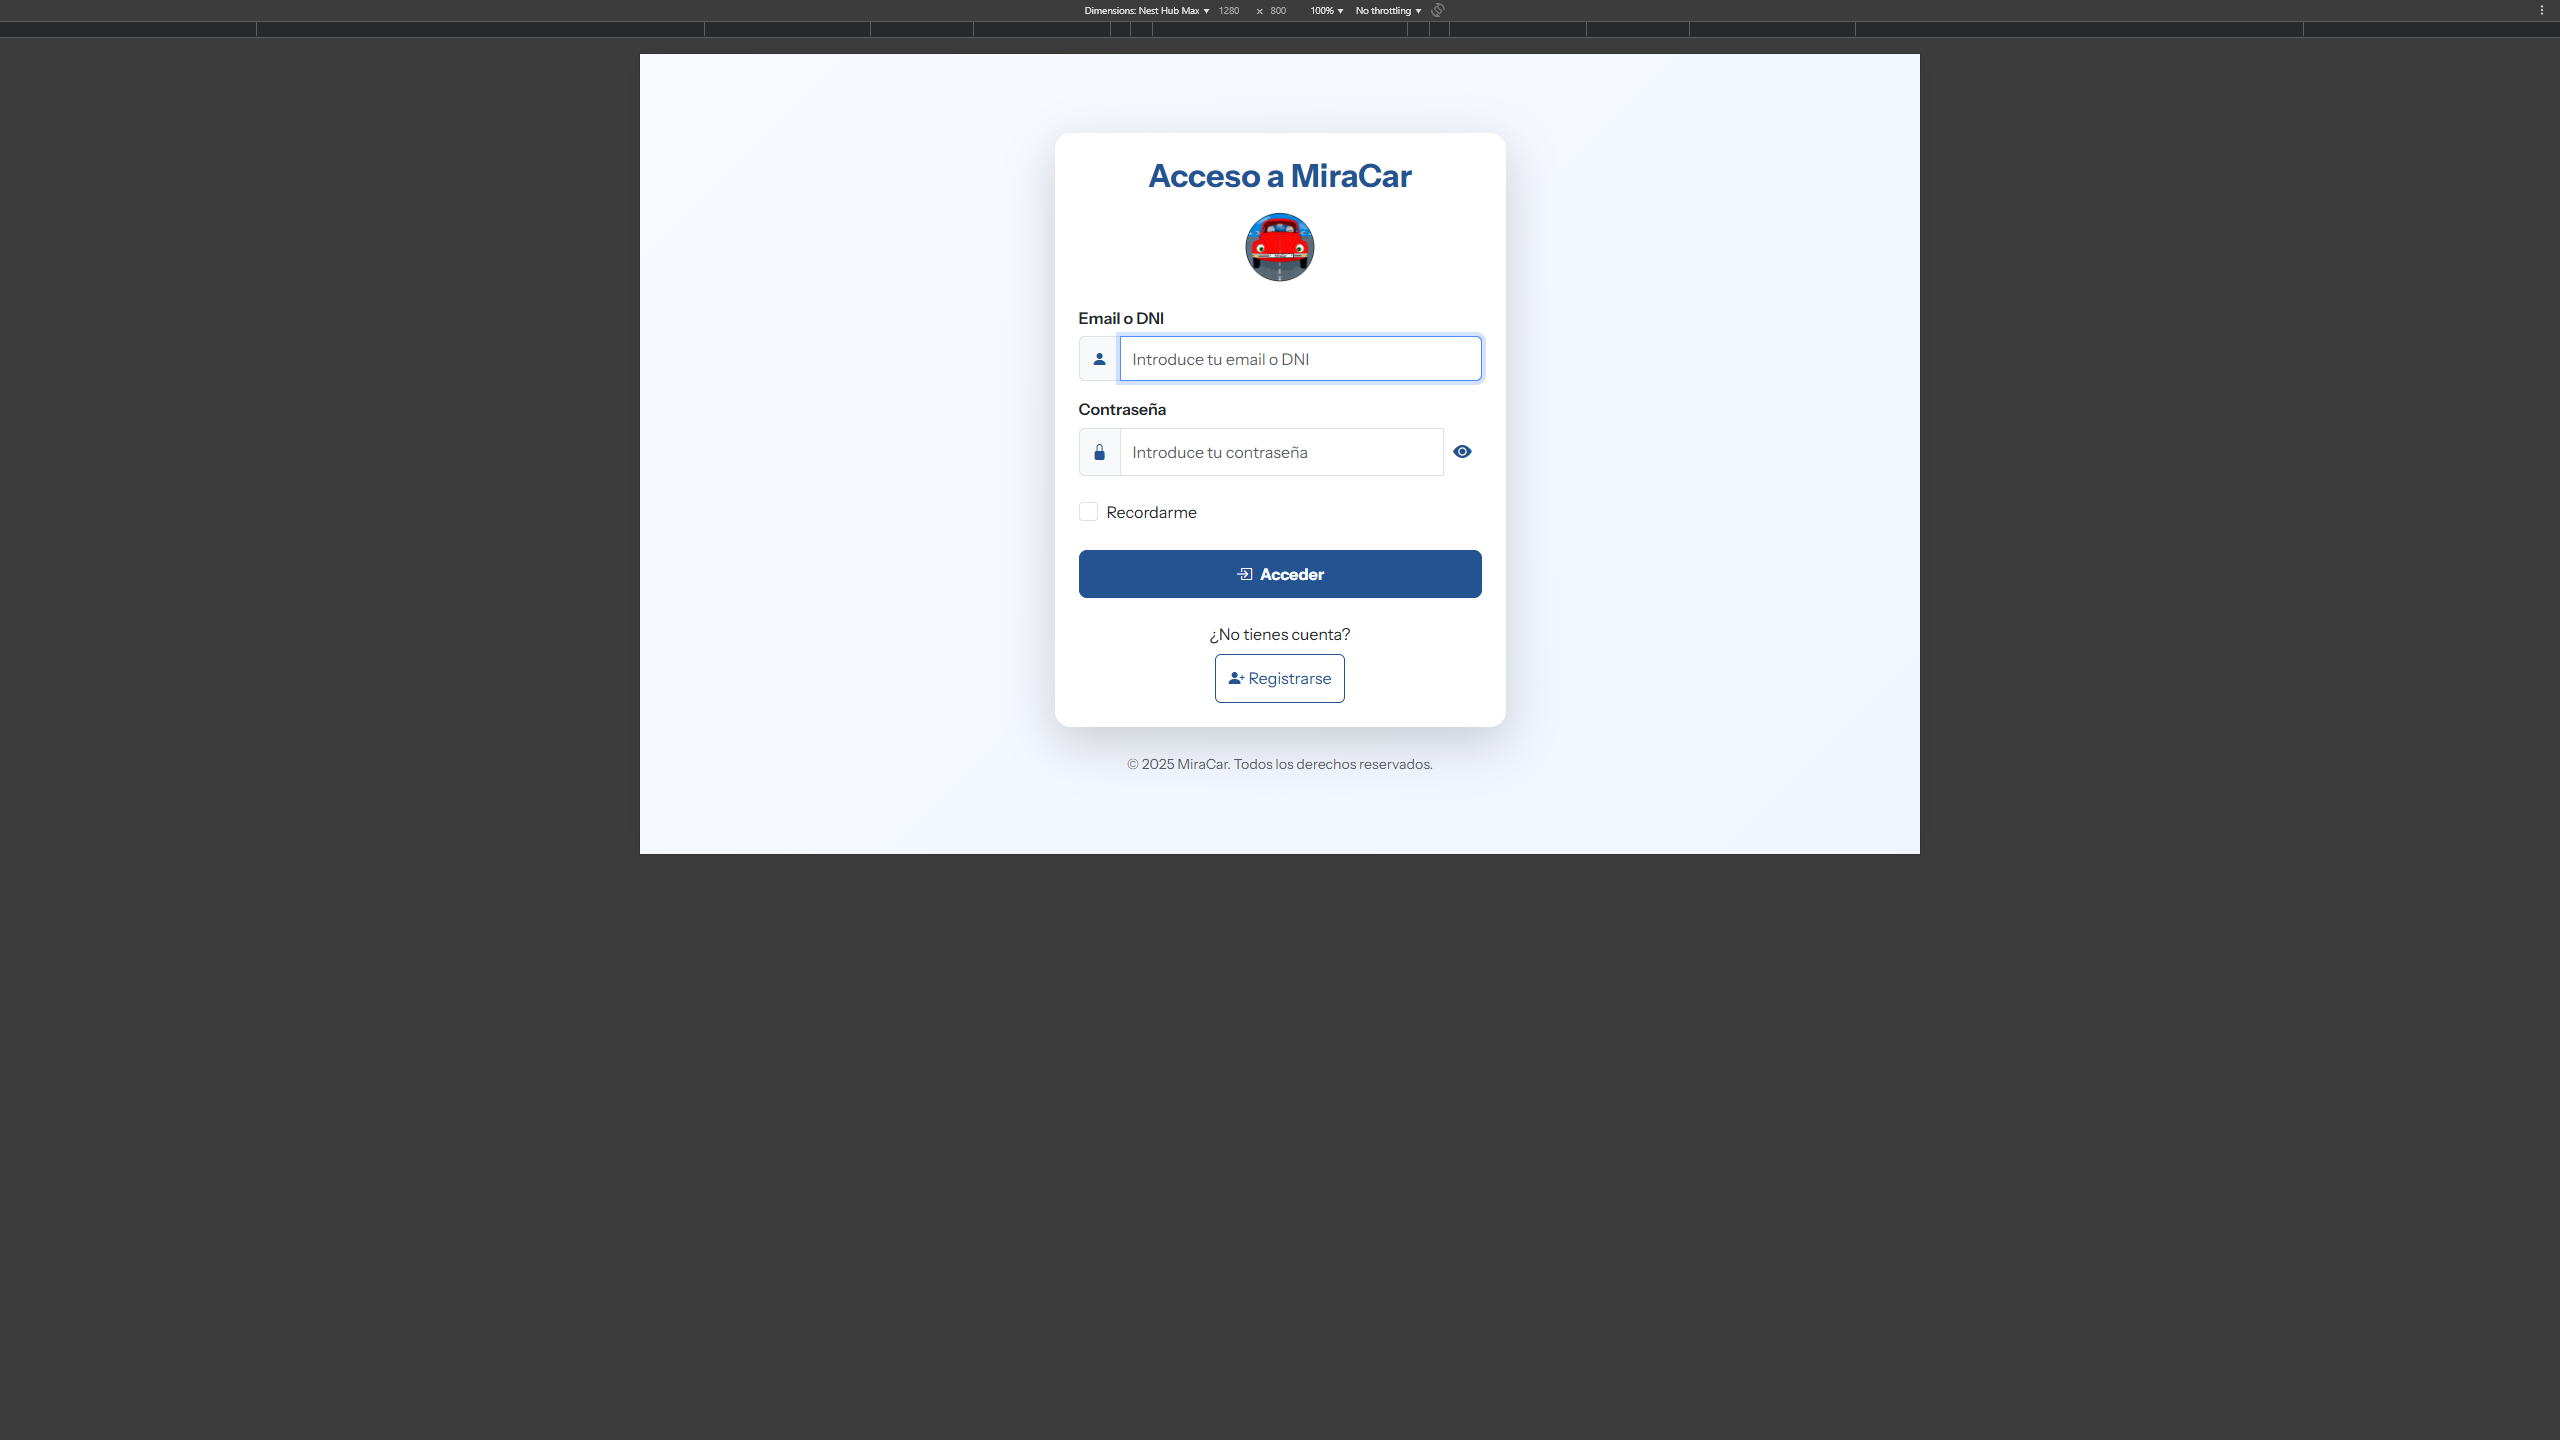 Dimensions: Nest Hub Max 1280 × 800 100% No throttling
Acceso a MiraCar
Email o DNI
Introduce tu email o DNI
Contraseña
Introduce tu contraseña
Recordarme
Acceder
¿No tienes cuenta?
Registrarse
© 2025 MiraCar. Todos los derechos reservados.